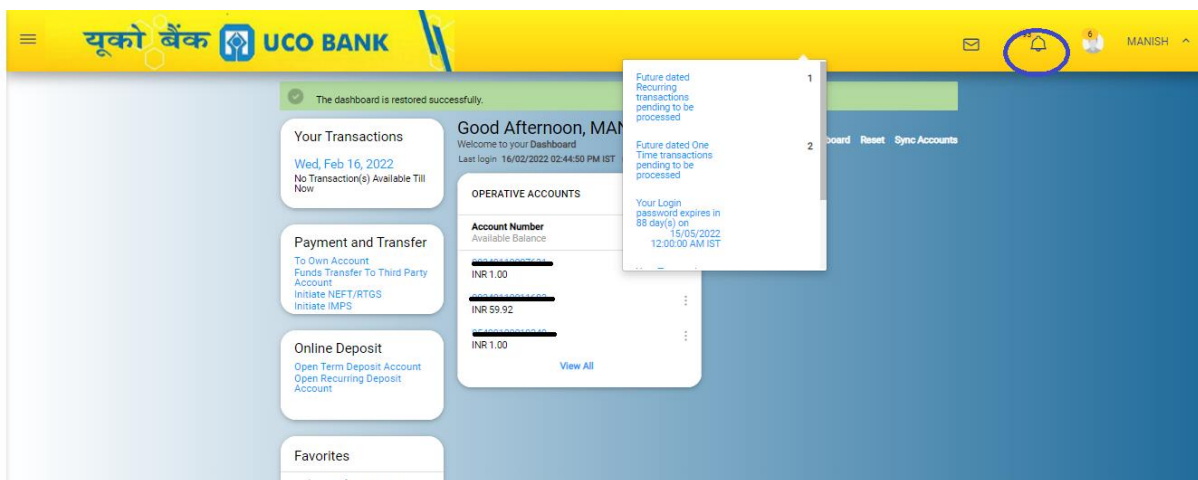 यूको बैंक UCO BANK
6
MANISH
The dashboard is restored successfully.
Your Transactions
Wed, Feb 16, 2022
No Transaction(s) Available Till
Now
Payment and Transfer
To Own Account
Funds Transfer To Third Party
Account
Initiate NEFT/RTGS
Initiate IMPS
Online Deposit
Open Term Deposit Account
Open Recurring Deposit
Account
Favorites
Good Afternoon, MAN
Welcome to your Dashboard
Last login 16/02/2022 02:44:50 PM IST
OPERATIVE ACCOUNTS
Account Number
Available Balance
INR 1.00
INR 59.92
INR 1.00
View All
Future dated 1
Recurring
transactions
pending to be
processed
Future dated One 2
Time transactions
pending to be
processed
Your Login
password expires in
88 day(s) on
15/05/2022
12:00:00 AM IST
board Reset Sync Accounts